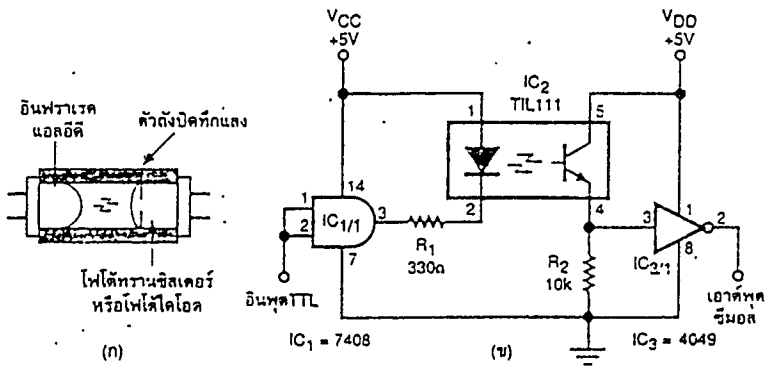 อินฟราเรด
แอลอีดี
ตัวถังปิดทึกแสง
โฟโต้ทรานซิสเตอร์
หรือโฟโต้ไดโอด
(ก)
VCC
+5V
VDD
+5V
IC2
TIL111
1
5
14
1
2
IC1/1
3
2
4
3
1
2
7
R1
330Ω
8
R2
10k
อินพุตTTL
เอาต์พุต
ซีมอส
IC1 = 7408
(ข)
IC3 = 4049